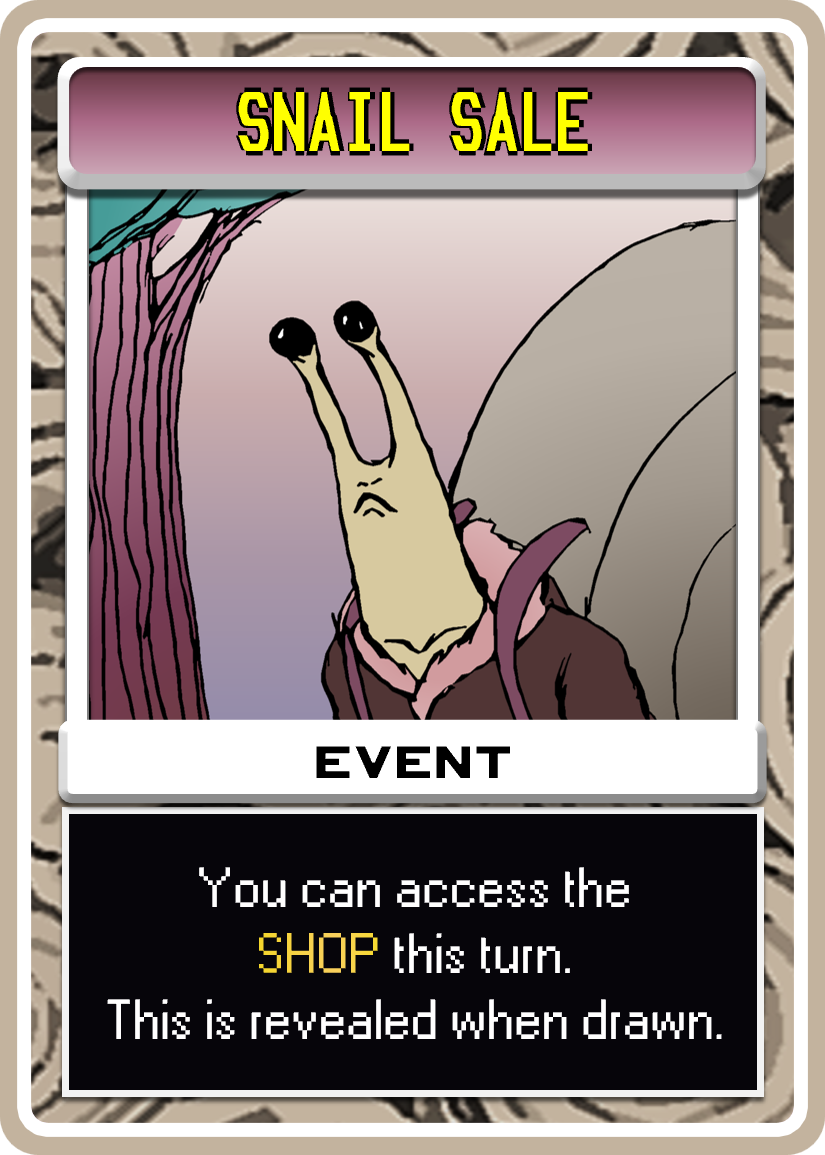 SNAIL SALE
EVENT
You can access the
SHOP this turn.
This is revealed when drawn.